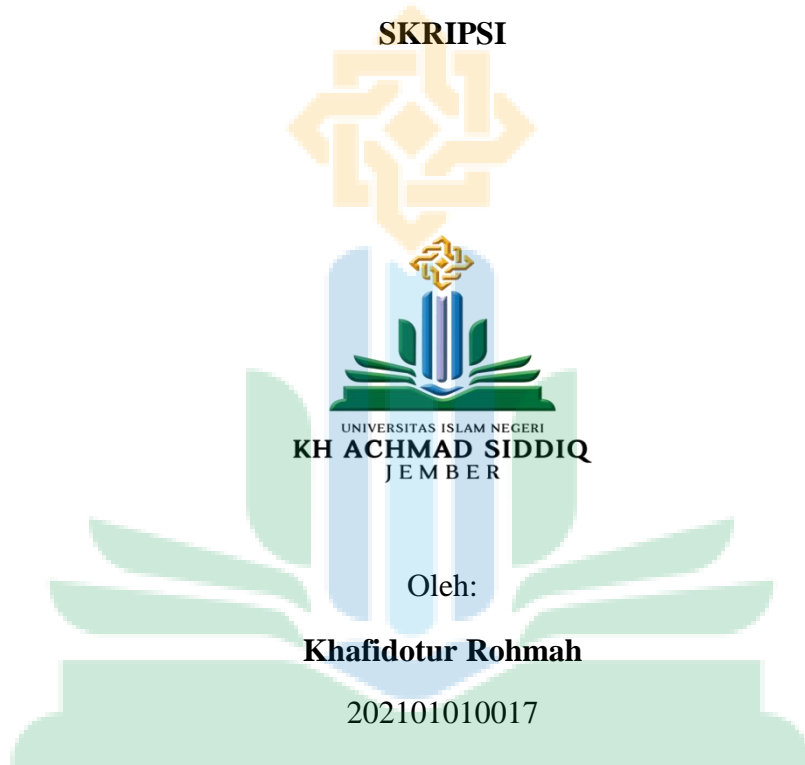 SKRIPSI
UNIVERSITAS ISLAM NEGERI
KH ACHMAD SIDDIQ
JEMBER
Oleh:
Khafidotur Rohmah
202101010017